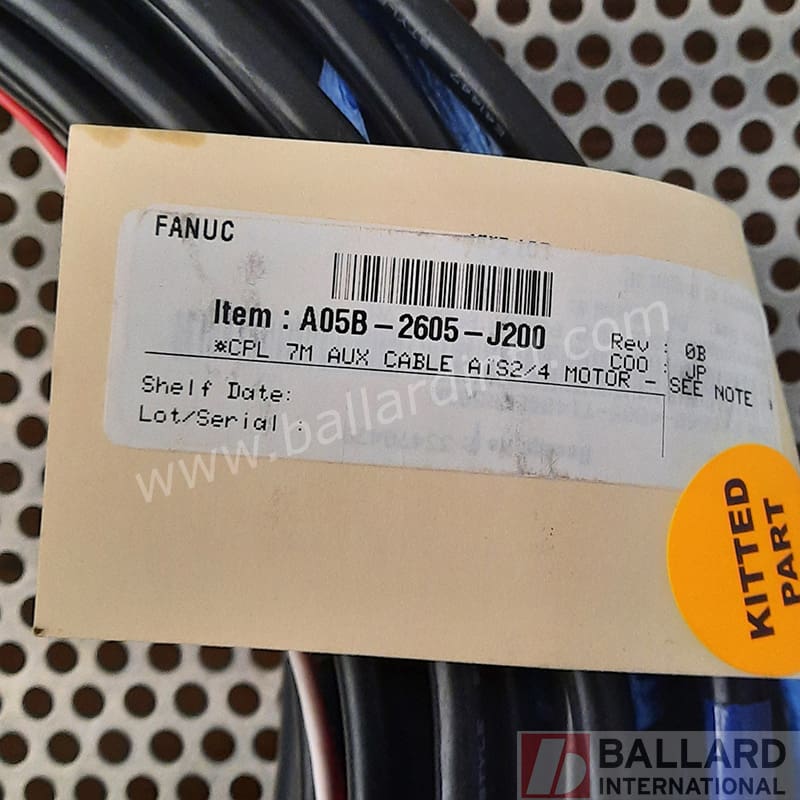 FANUC
Item : A05B-2605-J200
Rev : 0B
*CPL 7M AUX CABLE AiS2/4 MOTOR - SEE NOTE *
COO : JP
Shelf Date:
Lot/Serial :
www.ballardintl.com
KITTED
PART
BALLARD
INTERNATIONAL